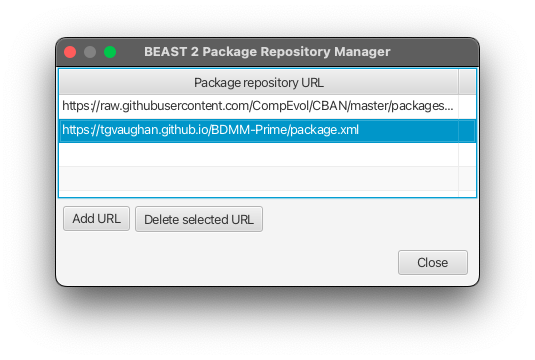 BEAST 2 Package Repository Manager
Package repository URL
https://raw.githubusercontent.com/CompEvol/CBAN/master/packages...
https://tgvaughan.github.io/BDMM-Prime/package.xml
Add URL
Delete selected URL
Close